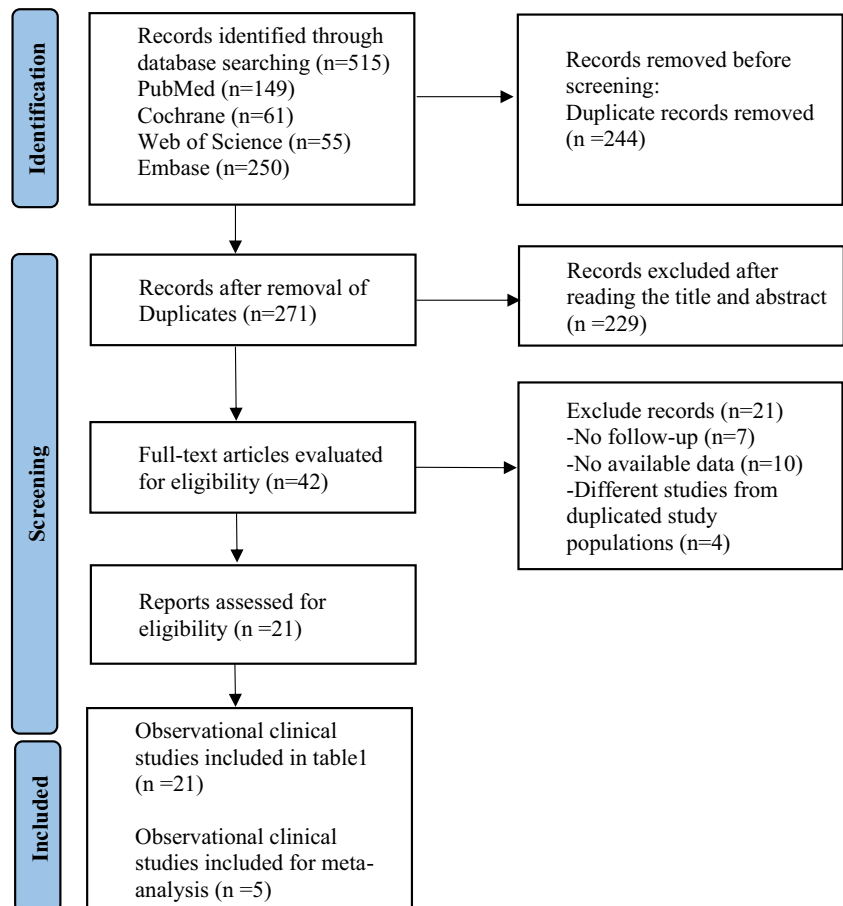 Identification
Records identified through
database searching (n=515)
PubMed (n=149)
Cochrane (n=61)
Web of Science (n=55)
Embase (n=250)
Records removed before
screening:
Duplicate records removed
(n =244)
Screening
Records after removal of
Duplicates (n=271)
Records excluded after
reading the title and abstract
(n =229)
Full-text articles evaluated
for eligibility (n=42)
Exclude records (n=21)
-No follow-up (n=7)
-No available data (n=10)
-Different studies from
duplicated study
populations (n=4)
Reports assessed for
eligibility (n =21)
Included
Observational clinical
studies included in table1
(n =21)
Observational clinical
studies included for meta-
analysis (n =5)